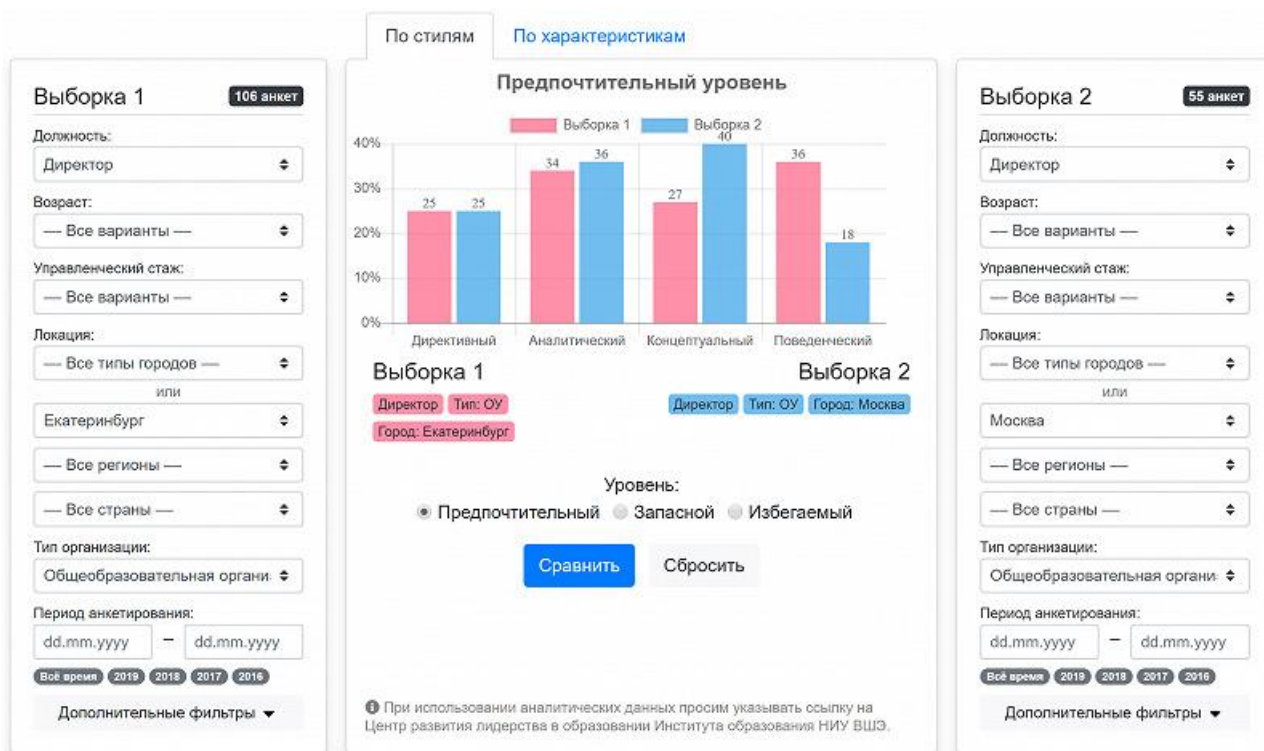 По стилям По характеристикам
Выборка 1 106 анкет
Должность:
Директор
Возраст:
— Все варианты —
Управленческий стаж:
— Все варианты —
Локация:
— Все типы городов —
или
Екатеринбург
— Все регионы —
— Все страны —
Тип организации:
Общеобразовательная органи
Период анкетирования:
dd.mm.yyyy – dd.mm.yyyy
Всё время 2019 2018 2017 2016
Дополнительные фильтры
Предпочтительный уровень
Выборка 1 Выборка 2
40%
30%
20%
10%
0%
25 25 34 36 27 40 36 18
Директивный Аналитический Концептуальный Поведенческий
Выборка 1 Выборка 2
Директор Тип: ОУ Директор Тип: ОУ Город: Москва
Город: Екатеринбург
Уровень:
Предпочтительный Запасной Избегаемый
Сравнить Сбросить
При использовании аналитических данных просим указывать ссылку на
Центр развития лидерства в образовании Института образования НИУ ВШЭ.
Выборка 2 55 анкет
Должность:
Директор
Возраст:
— Все варианты —
Управленческий стаж:
— Все варианты —
Локация:
— Все типы городов —
или
Москва
— Все регионы —
— Все страны —
Тип организации:
Общеобразовательная органи
Период анкетирования:
dd.mm.yyyy – dd.mm.yyyy
Всё время 2019 2018 2017 2016
Дополнительные фильтры